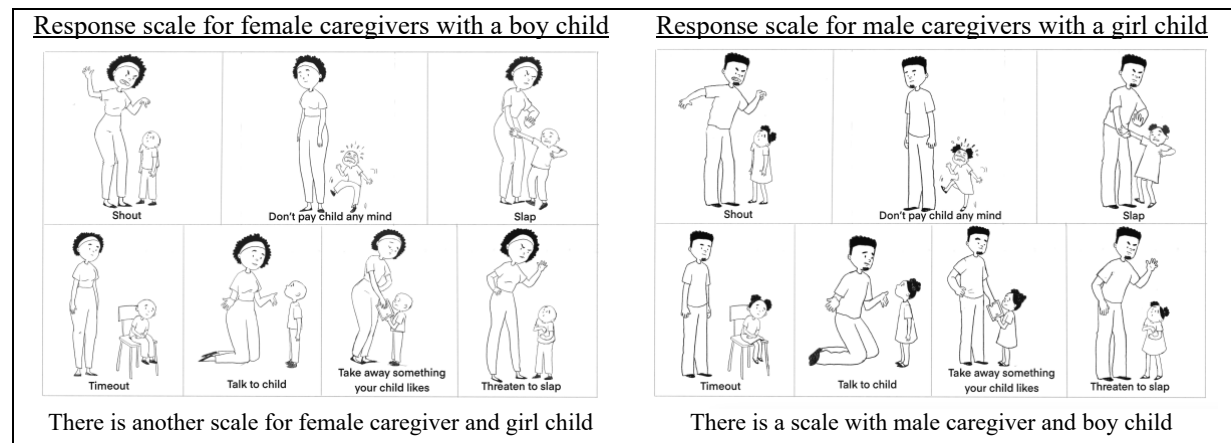 Response scale for female caregivers with a boy child
Shout
Don't pay child any mind
Slap
Timeout
Talk to child
Take away something
your child likes
Threaten to slap
There is another scale for female caregiver and girl child
Response scale for male caregivers with a girl child
Shout
Don't pay child any mind
Slap
Timeout
Talk to child
Take away something
your child likes
Threaten to slap
There is a scale with male caregiver and boy child